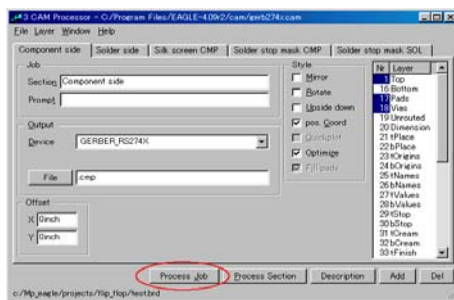 3 CAM Processor - C:/Program Files/EAGLE-4.09r2/cam/gerb274x.cam
File Layer Window Help
Component side Solder side Silk screen CMP Solder stop mask CMP Solder stop mask SOL
Job
Section Component side
Prompt
Output
Device GERBER_RS274X
File .cmp
Offset
X 0inch
Y 0inch
Style
Mirror
Rotate
Upside down
pos. Coord
Quickplot
Optimize
Fill pads
Nr Layer
1 Top
16 Bottom
17 Pads
18 Vias
19 Unrouted
20 Dimension
21 tPlace
22 bPlace
23 tOrigins
24 bOrigins
25 tNames
26 bNames
27 tValues
28 bValues
29 tStop
30 bStop
31 tCream
32 bCream
33 tFinish
Process Job Process Section Description Add Del
c:/Mp_eagle/projects/flip_flop/test.brd